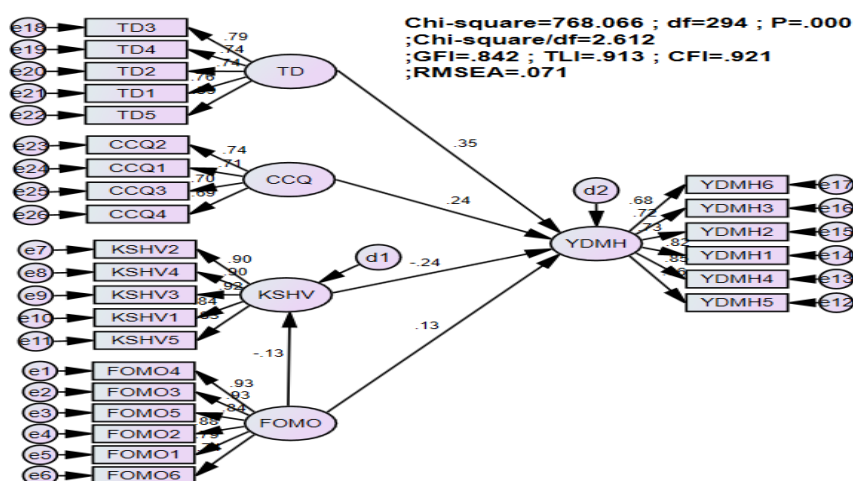 Chi-square=768.066 ; df=294 ; P=.000
;Chi-square/df=2.612
;GFI=.842 ; TLI=.913 ; CFI=.921
;RMSEA=.071
e18 TD3 .79
e19 TD4 .74
e20 TD2 .74
e21 TD1 .76
e22 TD5
TD
.35
e23 CCQ2 .74
e24 CCQ1 .71
e25 CCQ3 .70
e26 CCQ4 .69
CCQ
.24
e7 KSHV2 .90
e8 KSHV4 .90
e9 KSHV3 .92
e10 KSHV1 .84
e11 KSHV5
KSHV
d1
-.24
-.13
e1 FOMO4 .93
e2 FOMO3 .93
e3 FOMO5 .84
e4 FOMO2 .88
e5 FOMO1 .79
e6 FOMO6
FOMO
.13
d2
YDMH
.68 YDMH6 e17
.72 YDMH3 e16
.73 YDMH2 e15
.82 YDMH1 e14
.85 YDMH4 e13
YDMH5 e12